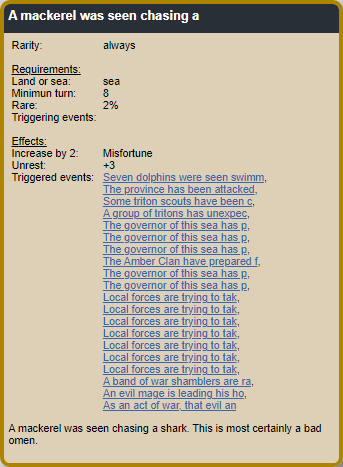 A mackerel was seen chasing a
Rarity: always
Requirements:
Land or sea: sea
Minimun turn: 8
Rare: 2%
Triggering events:
Effects:
Increase by 2: Misfortune
Unrest: +3
Triggered events: Seven dolphins were seen swimm,
The province has been attacked,
Some triton scouts have been c,
A group of tritons has unexpec,
The governor of this sea has p,
The governor of this sea has p,
The governor of this sea has p,
The Amber Clan have prepared f,
The governor of this sea has p,
The governor of this sea has p,
Local forces are trying to tak,
Local forces are trying to tak,
Local forces are trying to tak,
Local forces are trying to tak,
Local forces are trying to tak,
Local forces are trying to tak,
Local forces are trying to tak,
A band of war shamblers are ra,
An evil mage is leading his ho,
As an act of war, that evil an
A mackerel was seen chasing a shark. This is most certainly a bad
omen.